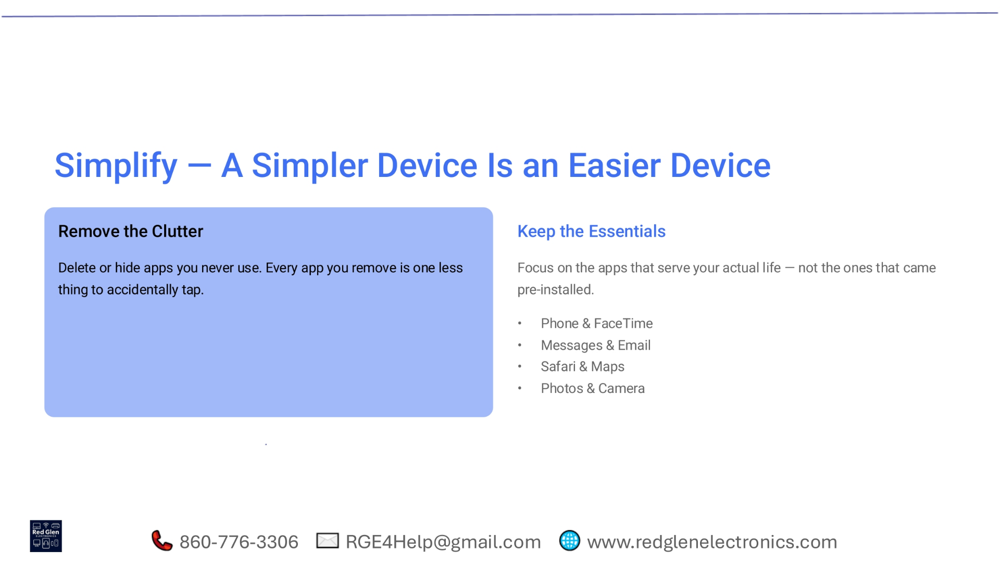 Simplify — A Simpler Device Is an Easier Device
Remove the Clutter
Delete or hide apps you never use. Every app you remove is one less
thing to accidentally tap.
Keep the Essentials
Focus on the apps that serve your actual life — not the ones that came
pre-installed.
• Phone & FaceTime
• Messages & Email
• Safari & Maps
• Photos & Camera
.
Red Glen
ELECTRONICS
860-776-3306 RGE4Help@gmail.com www.redglenelectronics.com